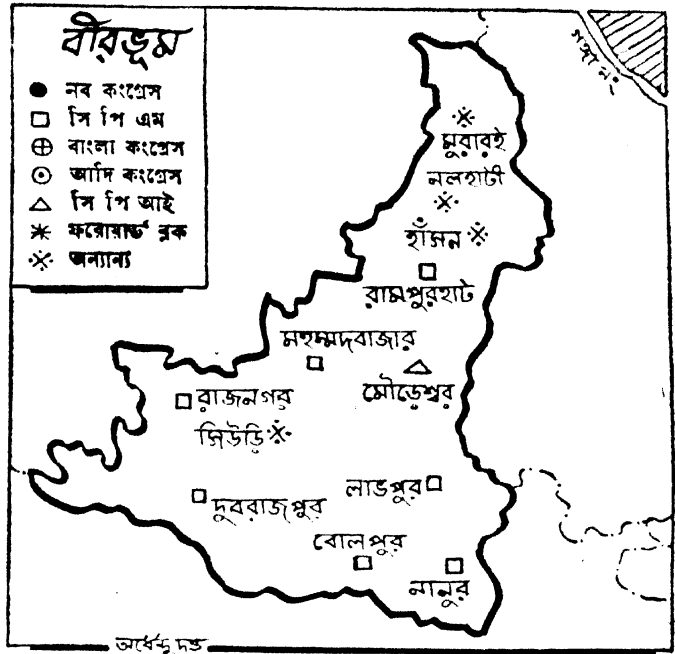 বীরভূম
নব কংগ্রেস
সি পি এম
বাংলা কংগ্রেস
আদি কংগ্রেস
সি পি আই
ফরোয়ার্ড ব্লক
অন্যান্য
গঙ্গা নং
মুরারই
নলহাটী
হাঁসন
রামপুরহাট
মহম্মদবাজার
মৌড়েশ্বর
রাজনগর
সিউড়ি
লাভপুর
দুবরাজপুর
বোলপুর
নানুর
অর্ধেন্দু দত্ত